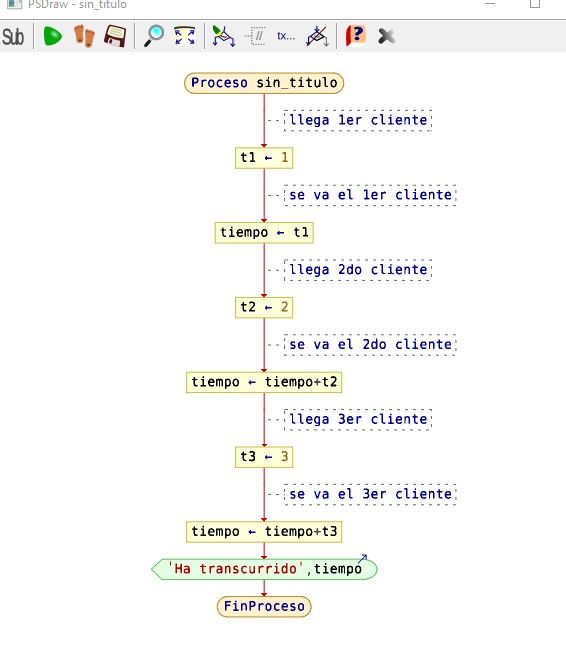 PSDraw - sin_titulo
Sub
tx...
Proceso sin_titulo
llega 1er cliente
t1 ← 1
se va el 1er cliente
tiempo ← t1
llega 2do cliente
t2 ← 2
se va el 2do cliente
tiempo ← tiempo+t2
llega 3er cliente
t3 ← 3
se va el 3er cliente
tiempo ← tiempo+t3
'Ha transcurrido',tiempo
FinProceso